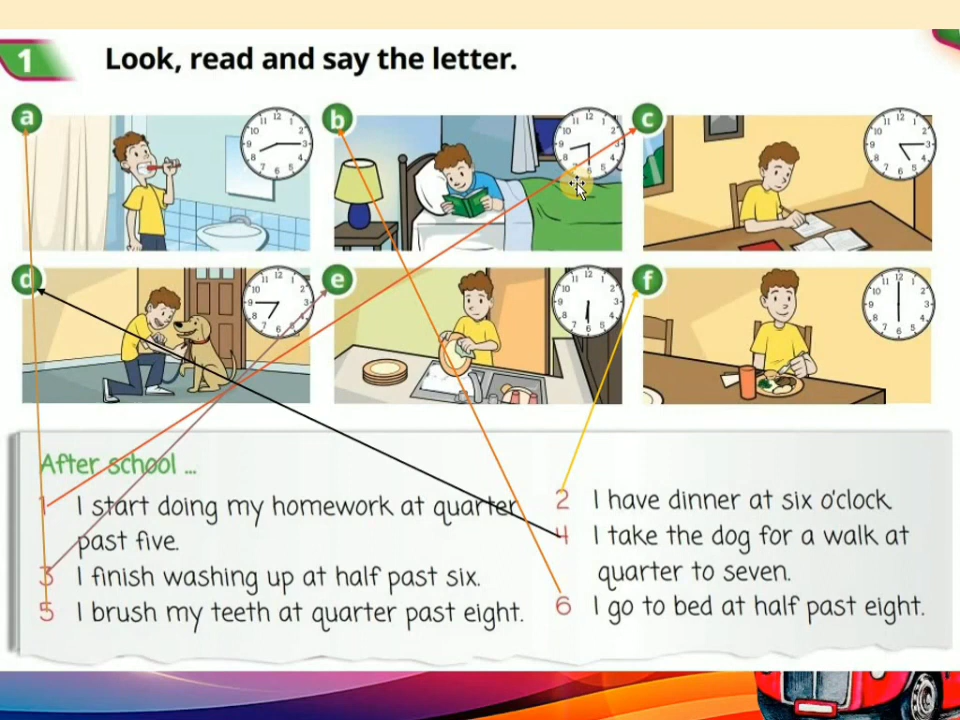 1 Look, read and say the letter.
a
b
c
d
e
f
After school ...
1 I start doing my homework at quarter
past five.
2 I have dinner at six o'clock
3 I finish washing up at half past six.
4 I take the dog for a walk at
quarter to seven.
5 I brush my teeth at quarter past eight.
6 I go to bed at half past eight.